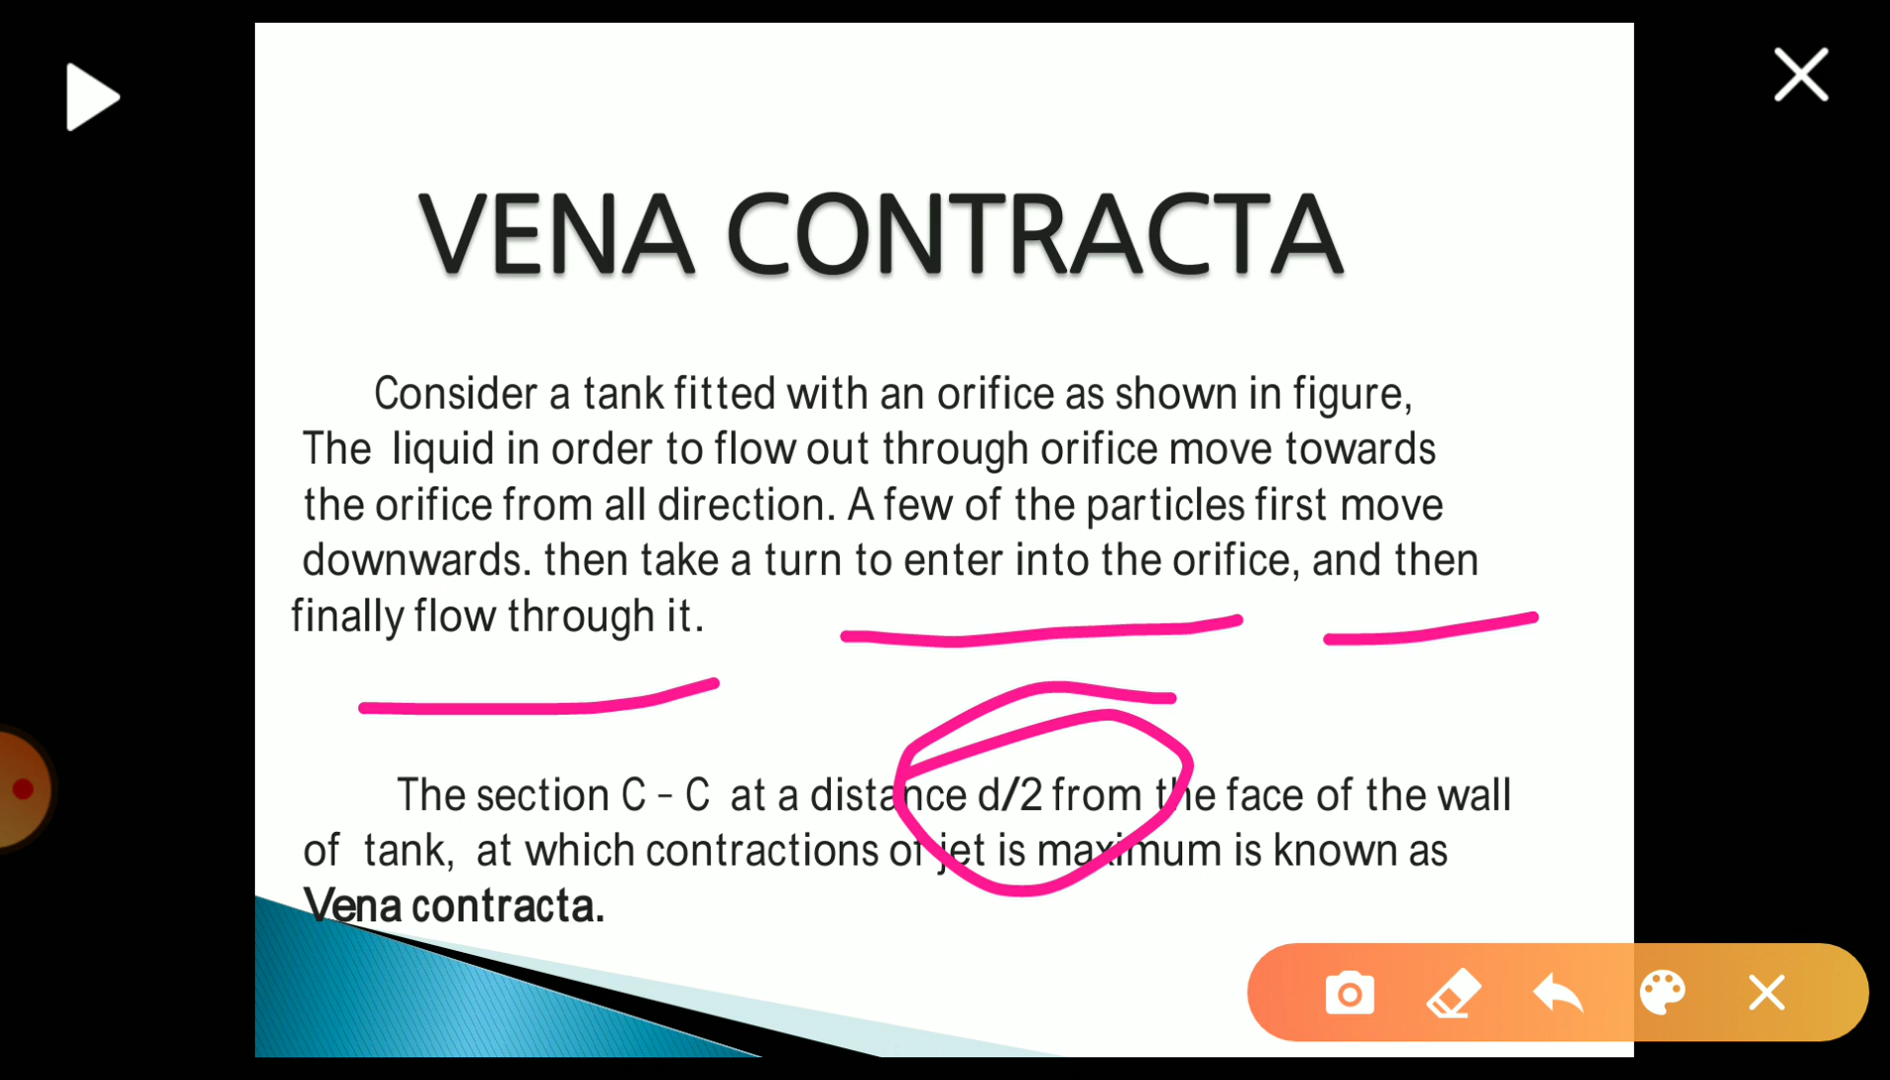 VENA CONTRACTA
Consider a tank fitted with an orifice as shown in figure,
The liquid in order to flow out through orifice move towards
the orifice from all direction. A few of the particles first move
downwards. then take a turn to enter into the orifice, and then
finally flow through it.
The section C - C at a distance d/2 from the face of the wall
of tank, at which contractions of jet is maximum is known as
Vena contracta.